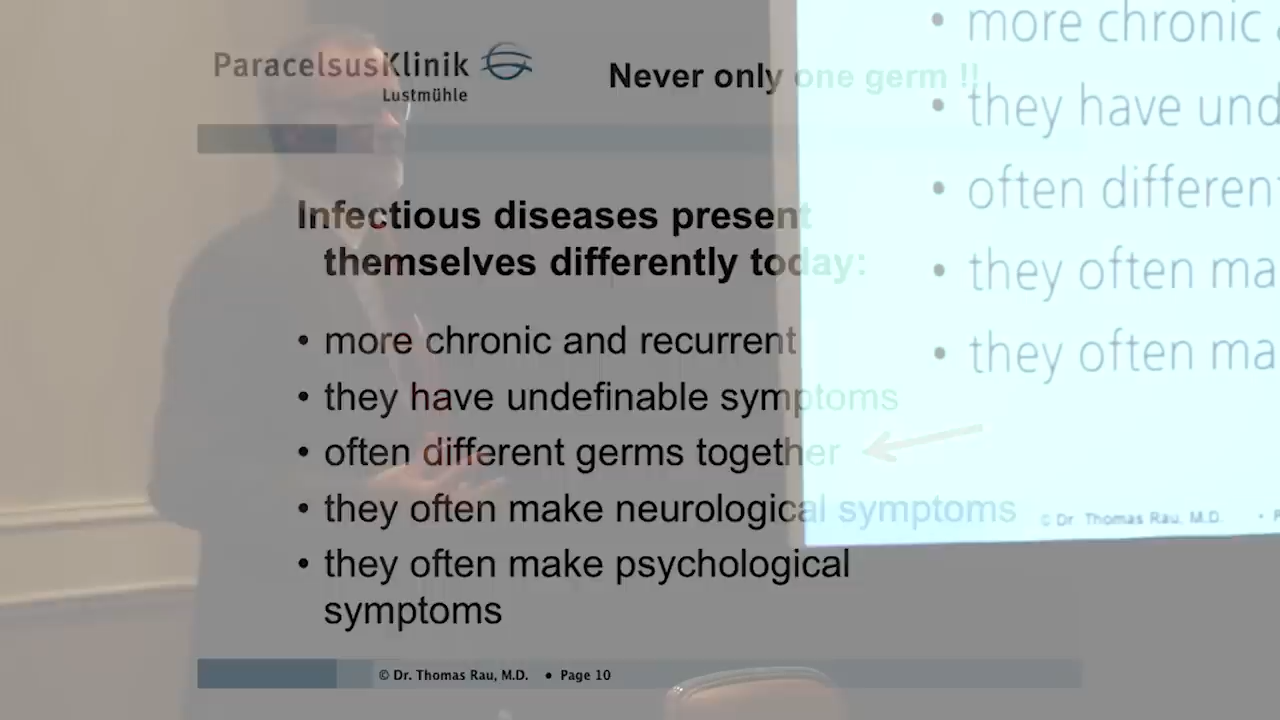 ParacelsusKlinik
Lustmühle
Never only one germ !!
Infectious diseases present
themselves differently today:
• more chronic and recurrent
• they have undefinable symptoms
• often different germs together
• they often make neurological symptoms
• they often make psychological
symptoms
© Dr. Thomas Rau, M.D. • Page 10
• more chronic
• they have und
• often differen
• they often ma
• they often ma
© Dr. Thomas Rau, M.D. • P